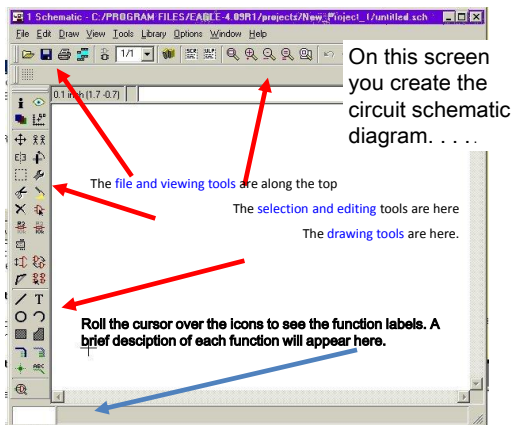 1 Schematic - C:/PROGRAM FILES/EAGLE-4.09R1/projects/New_Project_1/untitled.sch
File Edit Draw View Tools Library Options Window Help
1/1
On this screen
you create the
circuit schematic
diagram. . . . .
0.1 inch (1.7 -0.7)
The file and viewing tools are along the top
The selection and editing tools are here
The drawing tools are here.
Roll the cursor over the icons to see the function labels. A
brief desciption of each function will appear here.